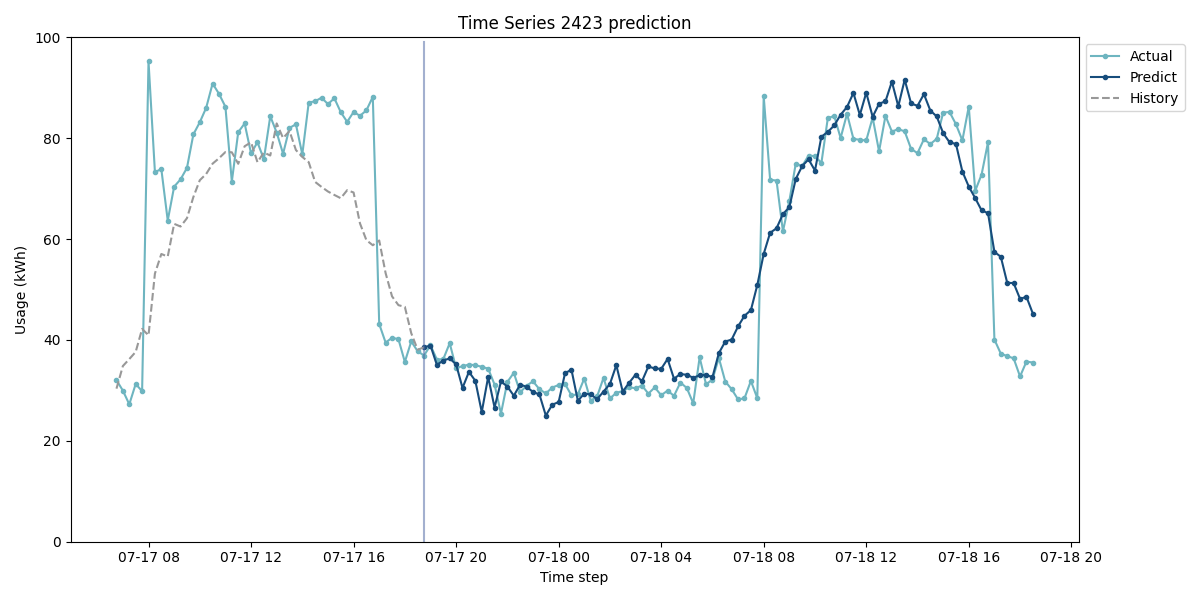 Time Series 2423 prediction
Usage (kWh)
100
80
60
40
20
0
07-17 08
07-17 12
07-17 16
07-17 20
07-18 00
07-18 04
07-18 08
07-18 12
07-18 16
07-18 20
Time step
Actual
Predict
History